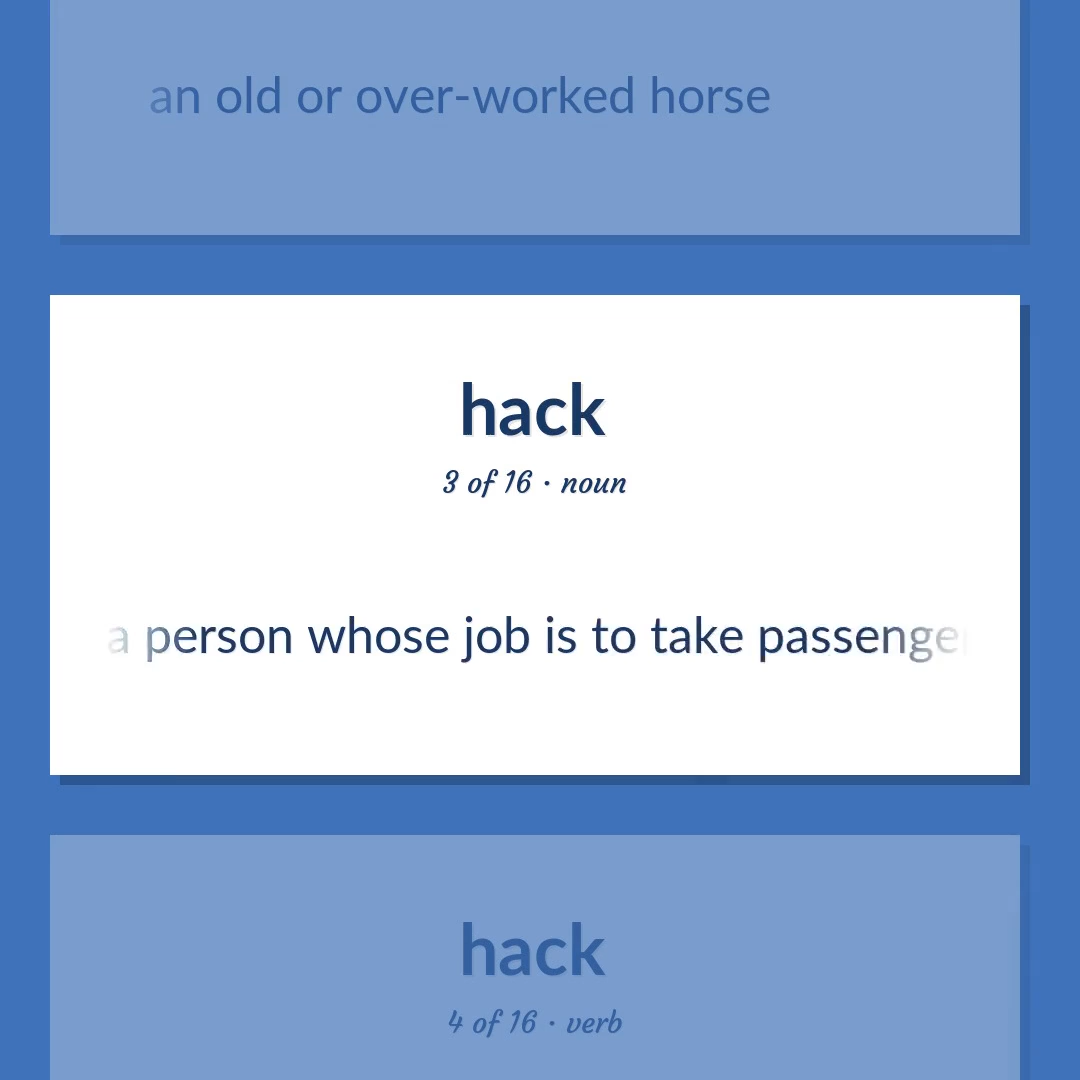 an old or over-worked horse
hack
3 of 16 · noun
a person whose job is to take
hack
4 of 16 · verb